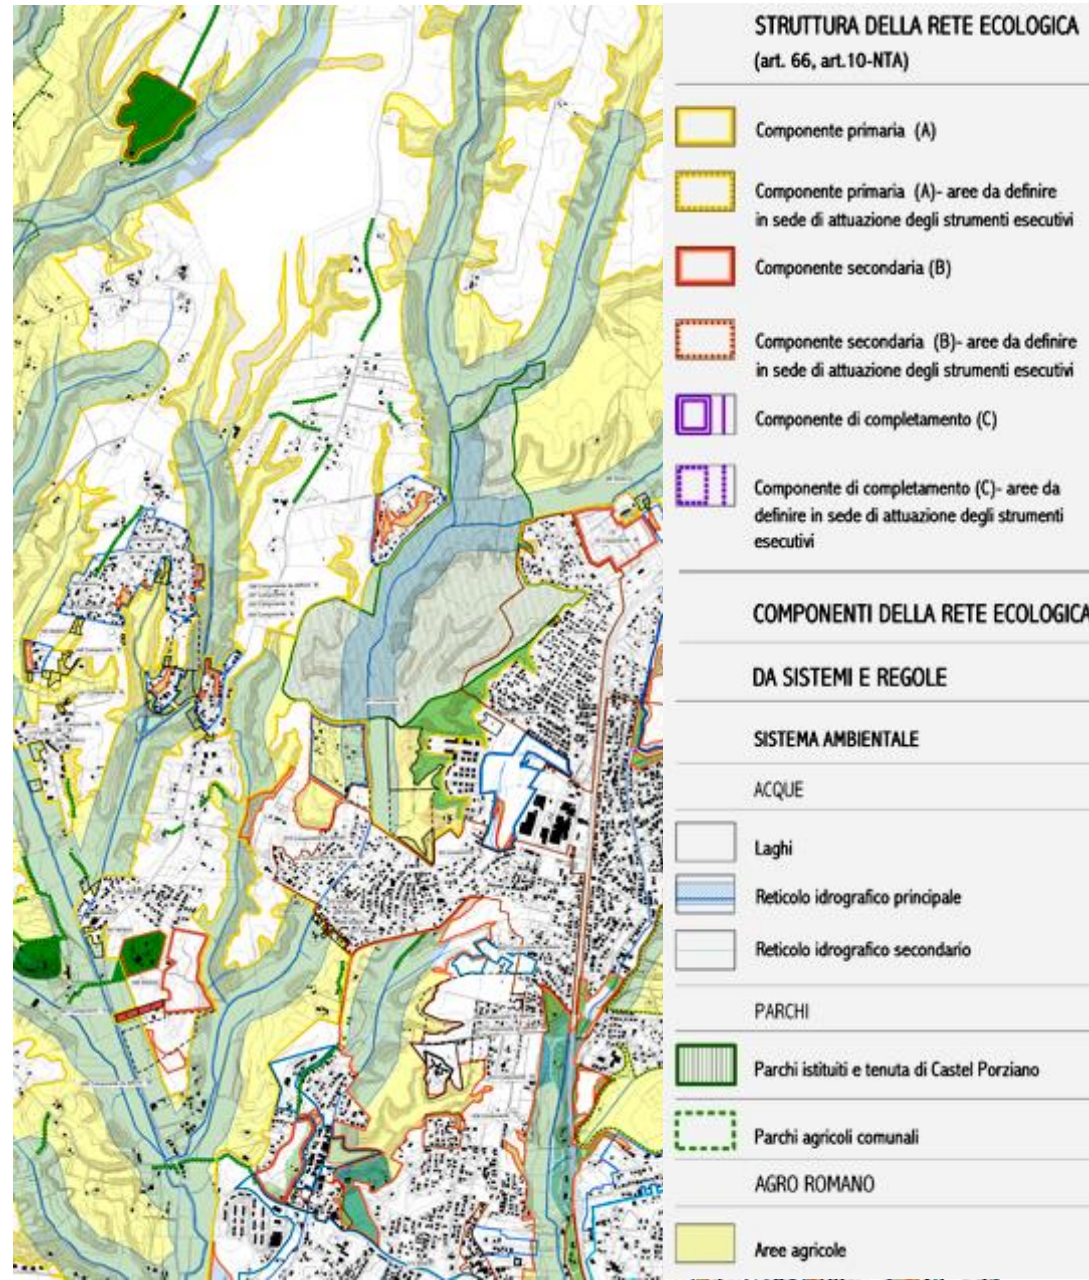 STRUTTURA DELLA RETE ECOLOGICA
(art. 66, art.10-NTA)
Componente primaria (A)
Componente primaria (A)- aree da definire
in sede di attuazione degli strumenti esecutivi
Componente secondaria (B)
Componente secondaria (B)- aree da definire
in sede di attuazione degli strumenti esecutivi
Componente di completamento (C)
Componente di completamento (C)- aree da
definire in sede di attuazione degli strumenti
esecutivi
COMPONENTI DELLA RETE ECOLOGICA
DA SISTEMI E REGOLE
SISTEMA AMBIENTALE
ACQUE
Laghi
Reticolo idrografico principale
Reticolo idrografico secondario
PARCHI
Parchi istituiti e tenuta di Castel Porziano
Parchi agricoli comunali
AGRO ROMANO
Aree agricole